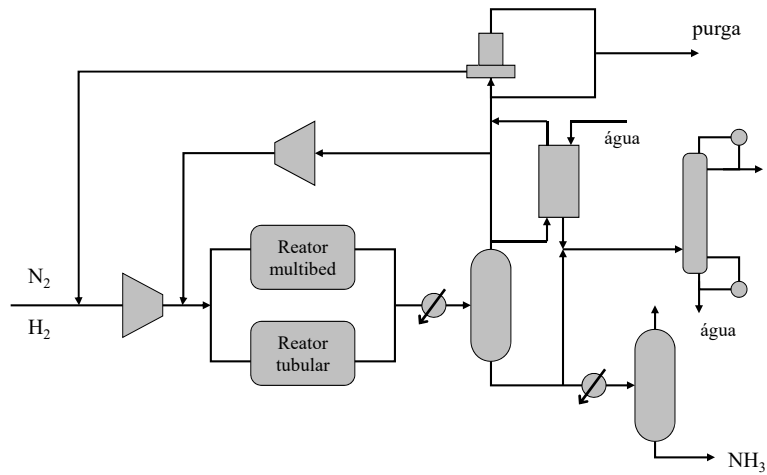 purga
água
N2
H2
Reator
multibed
Reator
tubular
água
NH3